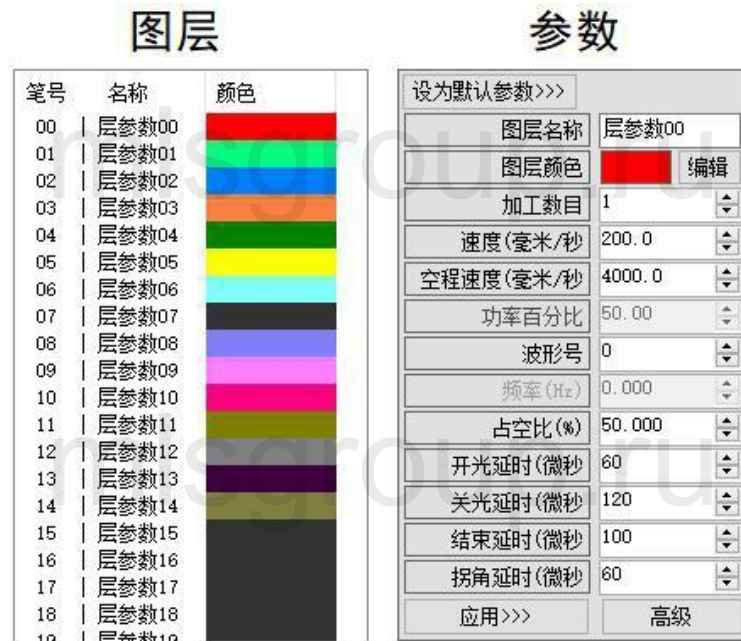 图层
笔号 名称 颜色
00 | 层参数00
01 | 层参数01
02 | 层参数02
03 | 层参数03
04 | 层参数04
05 | 层参数05
06 | 层参数06
07 | 层参数07
08 | 层参数08
09 | 层参数09
10 | 层参数10
11 | 层参数11
12 | 层参数12
13 | 层参数13
14 | 层参数14
15 | 层参数15
16 | 层参数16
17 | 层参数17
18 | 层参数18
19 | 层参数19
参数
设为默认参数>>>
图层名称 层参数00
图层颜色 编辑
加工数目 1
速度(毫米/秒 200.0
空程速度(毫米/秒 4000.0
功率百分比 50.00
波形号 0
频率(Hz) 0.000
占空比(%) 50.000
开光延时(微秒 60
关光延时(微秒 120
结束延时(微秒 100
拐角延时(微秒 60
应用>>> 高级
mlsgroup.ru
mlsgroup.ru